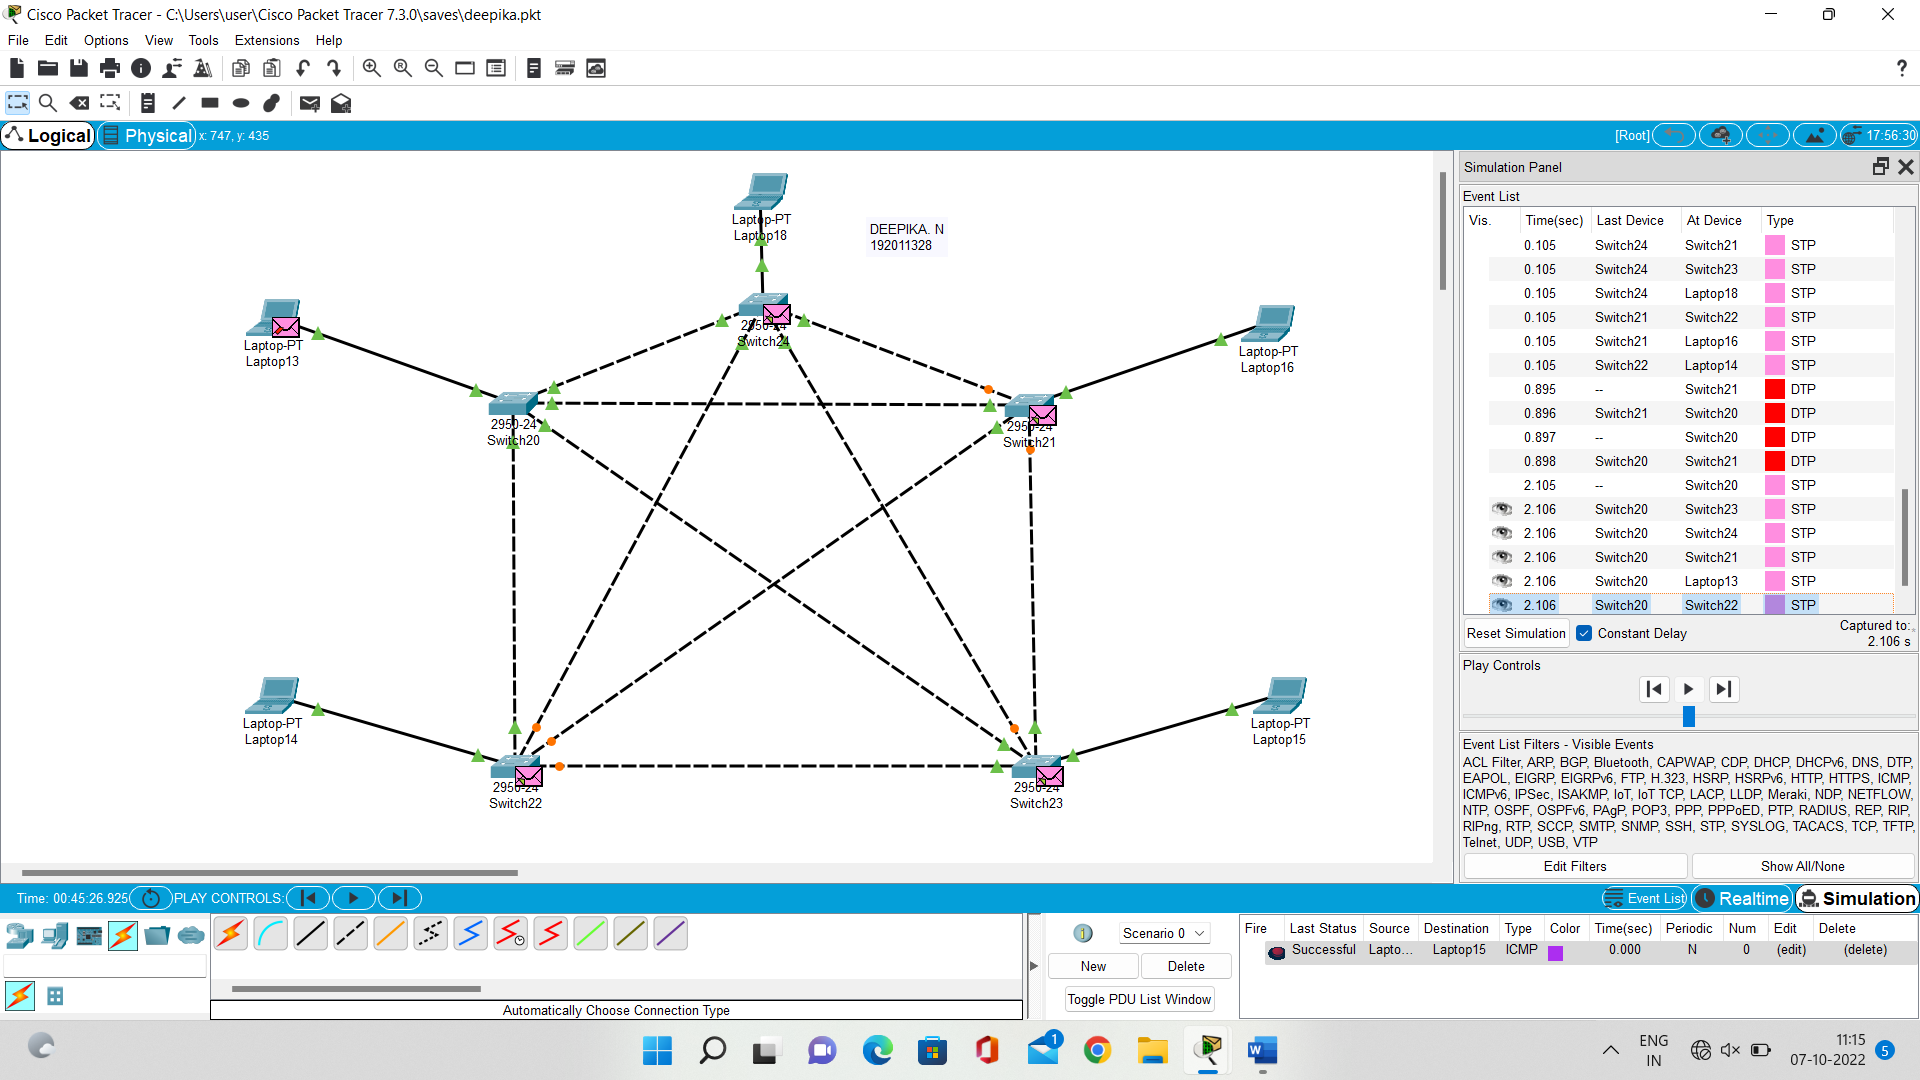 Cisco Packet Tracer - C:\Users\user\Cisco Packet Tracer 7.3.0\saves\deepika.pkt
File Edit Options View Tools Extensions Help
?
Logical Physical x: 747, y: 435 [Root] 17:56:30
Laptop-PT
Laptop18
DEEPIKA. N
192011328
2950-24
Switch24
Laptop-PT
Laptop13
Laptop-PT
Laptop16
2950-24
Switch20
2950-24
Switch21
Laptop-PT
Laptop14
Laptop-PT
Laptop15
2950-24
Switch22
2950-24
Switch23
Simulation Panel
Event List
Vis. Time(sec) Last Device At Device Type
0.105 Switch24 Switch21 STP
0.105 Switch24 Switch23 STP
0.105 Switch24 Laptop18 STP
0.105 Switch21 Switch22 STP
0.105 Switch21 Laptop16 STP
0.105 Switch22 Laptop14 STP
0.895 -- Switch21 DTP
0.896 Switch21 Switch20 DTP
0.897 -- Switch20 DTP
0.898 Switch20 Switch21 DTP
2.105 -- Switch20 STP
2.106 Switch20 Switch23 STP
2.106 Switch20 Switch24 STP
2.106 Switch20 Switch21 STP
2.106 Switch20 Laptop13 STP
2.106 Switch20 Switch22 STP
Reset Simulation Constant Delay Captured to:
2.106 s
Play Controls
Event List Filters - Visible Events
ACL Filter, ARP, BGP, Bluetooth, CAPWAP, CDP, DHCP, DHCPv6, DNS, DTP,
EAPOL, EIGRP, EIGRPv6, FTP, H.323, HSRP, HSRPv6, HTTP, HTTPS, ICMP,
ICMPv6, IPSec, ISAKMP, IoT, IoT TCP, LACP, LLDP, Meraki, NDP, NETFLOW,
NTP, OSPF, OSPFv6, PAgP, POP3, PPP, PPPoED, PTP, RADIUS, REP, RIP,
RIPng, RTP, SCCP, SMTP, SNMP, SSH, STP, SYSLOG, TACACS, TCP, TFTP,
Telnet, UDP, USB, VTP
Edit Filters Show All/None
Time: 00:45:26.925 PLAY CONTROLS: Event List Realtime Simulation
Scenario 0
New Delete
Toggle PDU List Window
Automatically Choose Connection Type
Fire Last Status Source Destination Type Color Time(sec) Periodic Num Edit Delete
Successful Lapto... Laptop15 ICMP 0.000 N 0 (edit) (delete)
1
ENG
IN
11:15
07-10-2022
5